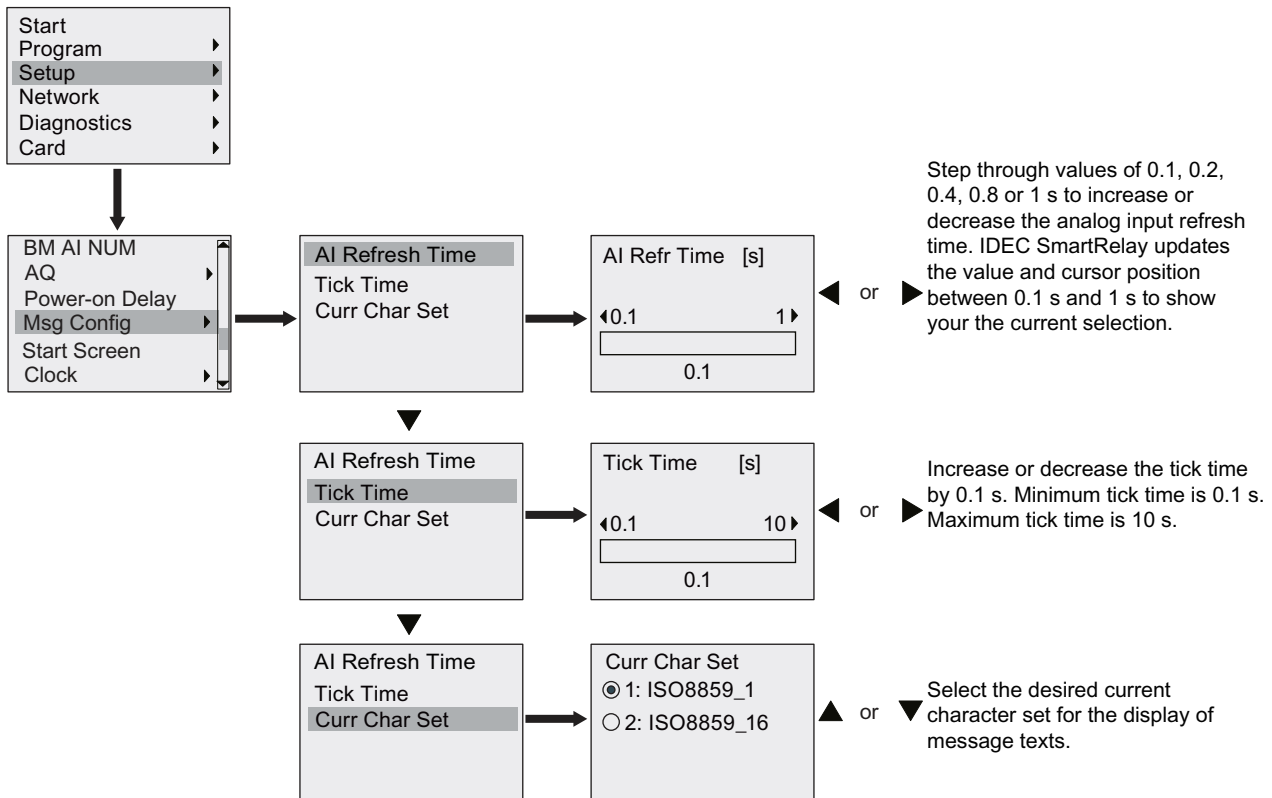 Start
Program
Setup
Network
Diagnostics
Card
BM AI NUM
AQ
Power-on Delay
Msg Config
Start Screen
Clock
AI Refresh Time
Tick Time
Curr Char Set
AI Refr Time [s]
0.1 1
0.1
or
Step through values of 0.1, 0.2,
0.4, 0.8 or 1 s to increase or
decrease the analog input refresh
time. IDEC SmartRelay updates
the value and cursor position
between 0.1 s and 1 s to show
your the current selection.
AI Refresh Time
Tick Time
Curr Char Set
Tick Time [s]
0.1 10
0.1
or
Increase or decrease the tick time
by 0.1 s. Minimum tick time is 0.1 s.
Maximum tick time is 10 s.
AI Refresh Time
Tick Time
Curr Char Set
Curr Char Set
1: ISO8859_1
2: ISO8859_16
or
Select the desired current
character set for the display of
message texts.